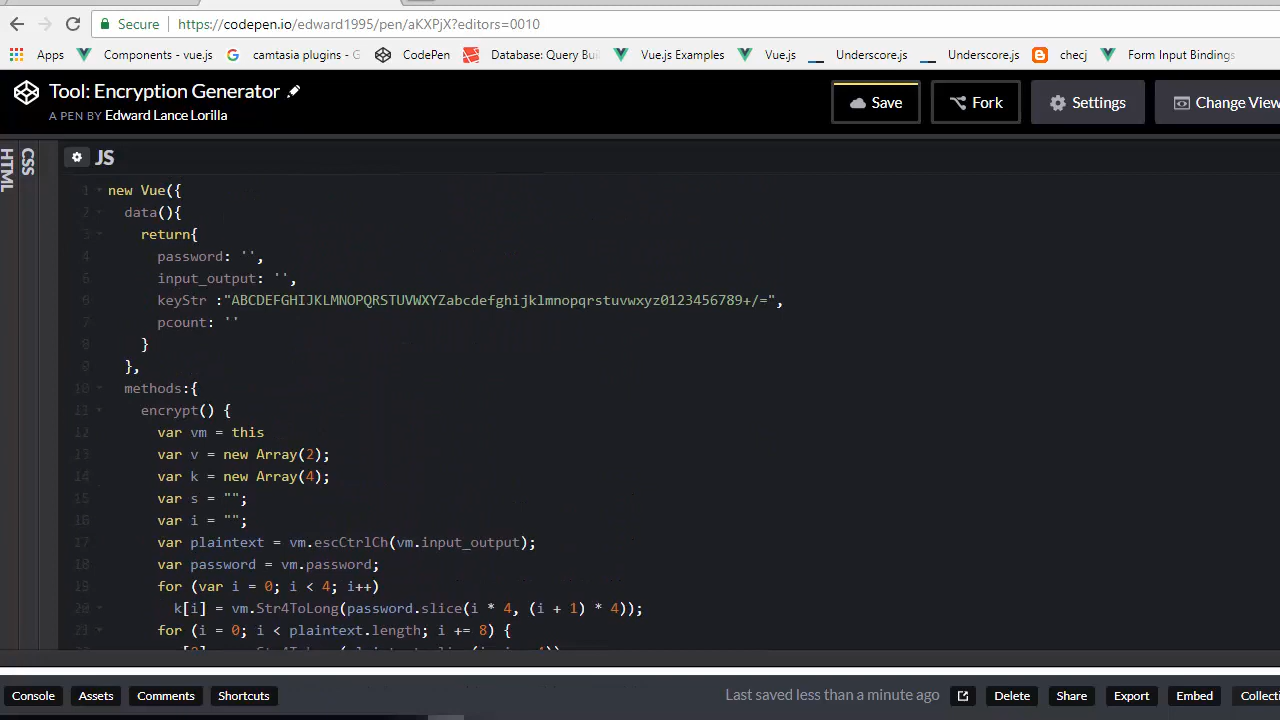 Secure https://codepen.io/edward1995/pen/aKXPjX?editors=0010
Apps Components - vue.js camtasia plugins - G CodePen Database: Query Bui Vue.js Examples Vue.js Underscore.js Underscore.js checj Form Input Bindings
Tool: Encryption Generator
A PEN BY Edward Lance Lorilla
Save Fork Settings Change View
HTML
CSS
JS
1 new Vue({
2 data(){
3 return{
4 password: '',
input_output: '',
keyStr :"ABCDEFGHIJKLMNOPQRSTUVWXYZabcdefghijklmnopqrstuvwxyz0123456789+/=",
7 pcount: ''
8 }
},
10 methods:{
11 encrypt() {
12 var vm = this
13 var v = new Array(2);
14 var k = new Array(4);
15 var s = "";
16 var i = "";
17 var plaintext = vm.escCtrlCh(vm.input_output);
18 var password = vm.password;
19 for (var i = 0; i < 4; i++)
20 k[i] = vm.Str4ToLong(password.slice(i * 4, (i + 1) * 4));
for (i = 0; i < plaintext.length; i += 8) {
Console Assets Comments Shortcuts Last saved less than a minute ago Delete Share Export Embed Collecti